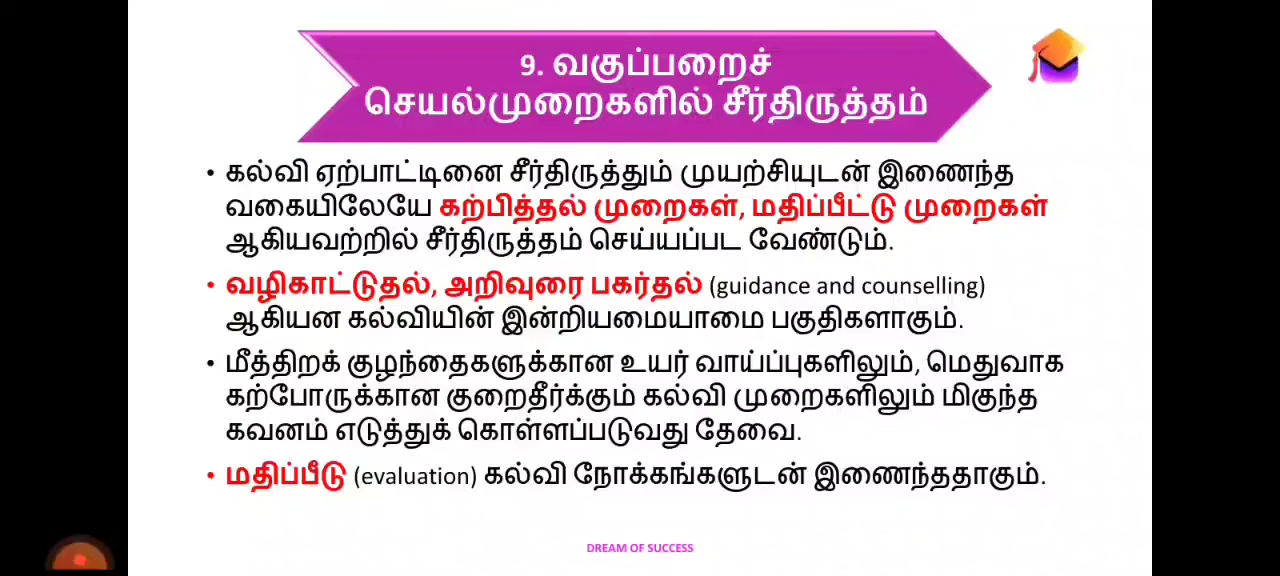 9. வகுப்பறைச்
செயல்முறைகளில் சீர்திருத்தம்
• கல்வி ஏற்பாட்டினை சீர்திருத்தும் முயற்சியுடன் இணைந்த
வகையிலேயே கற்பித்தல் முறைகள், மதிப்பீட்டு முறைகள்
ஆகியவற்றில் சீர்திருத்தம் செய்யப்பட வேண்டும்.
• வழிகாட்டுதல், அறிவுரை பகர்தல் (guidance and counselling)
ஆகியன கல்வியின் இன்றியமையாமை பகுதிகளாகும்.
• மீத்திறக் குழந்தைகளுக்கான உயர் வாய்ப்புகளிலும், மெதுவாக
கற்போருக்கான குறைதீர்க்கும் கல்வி முறைகளிலும் மிகுந்த
கவனம் எடுத்துக் கொள்ளப்படுவது தேவை.
• மதிப்பீடு (evaluation) கல்வி நோக்கங்களுடன் இணைந்ததாகும்.
DREAM OF SUCCESS